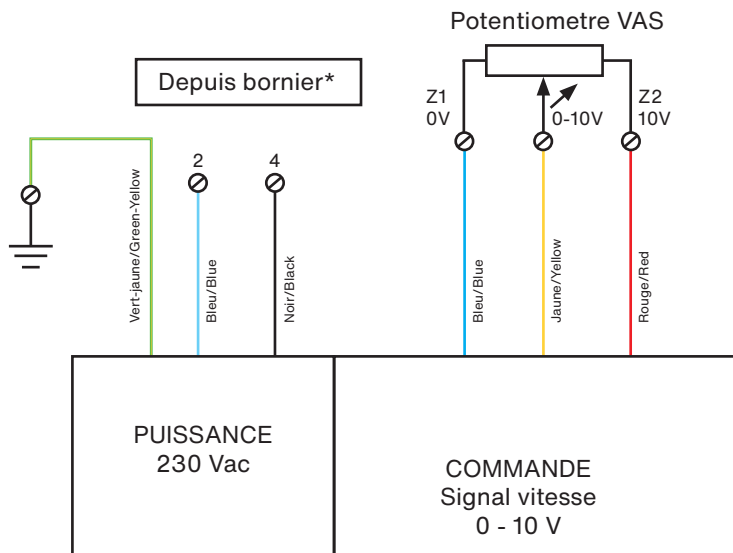 Potentiometre VAS
Depuis bornier*
Z1
0V
0-10V
Z2
10V
2
4
Vert-jaune/Green-Yellow
Bleu/Blue
Noir/Black
Bleu/Blue
Jaune/Yellow
Rouge/Red
PUISSANCE
230 Vac
COMMANDE
Signal vitesse
0 - 10 V